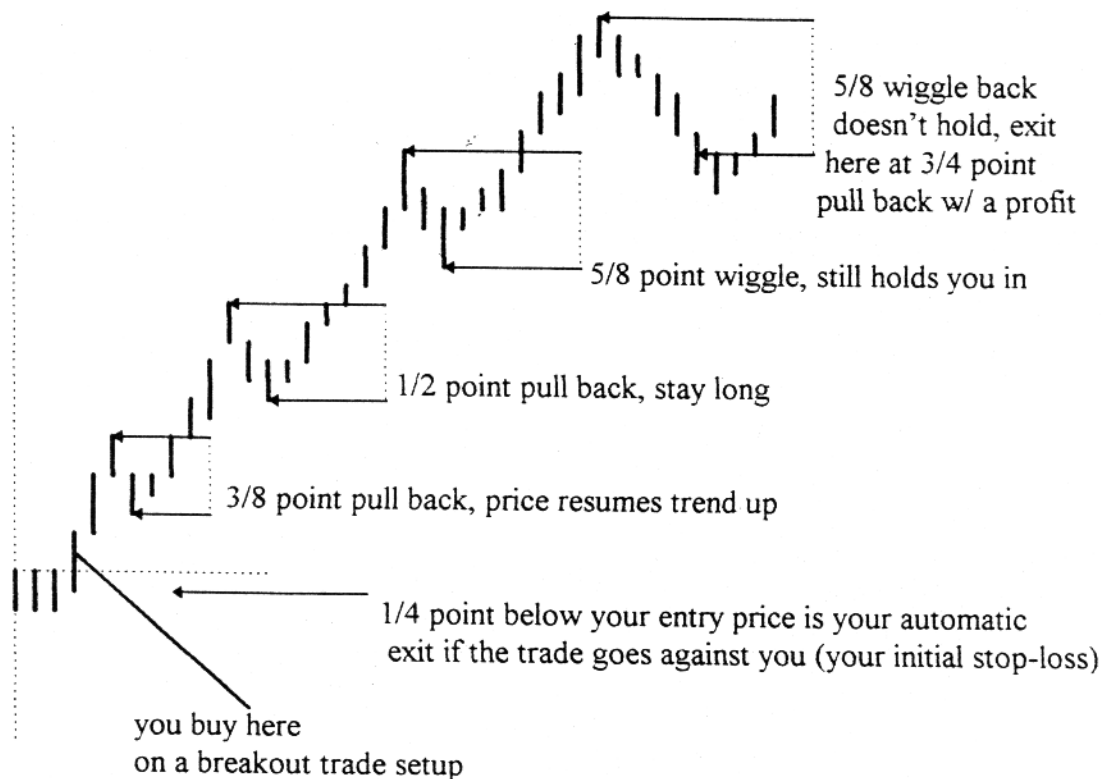 5/8 wiggle back
doesn't hold, exit
here at 3/4 point
pull back w/ a profit
5/8 point wiggle, still holds you in
1/2 point pull back, stay long
3/8 point pull back, price resumes trend up
1/4 point below your entry price is your automatic
exit if the trade goes against you (your initial stop-loss)
you buy here
on a breakout trade setup